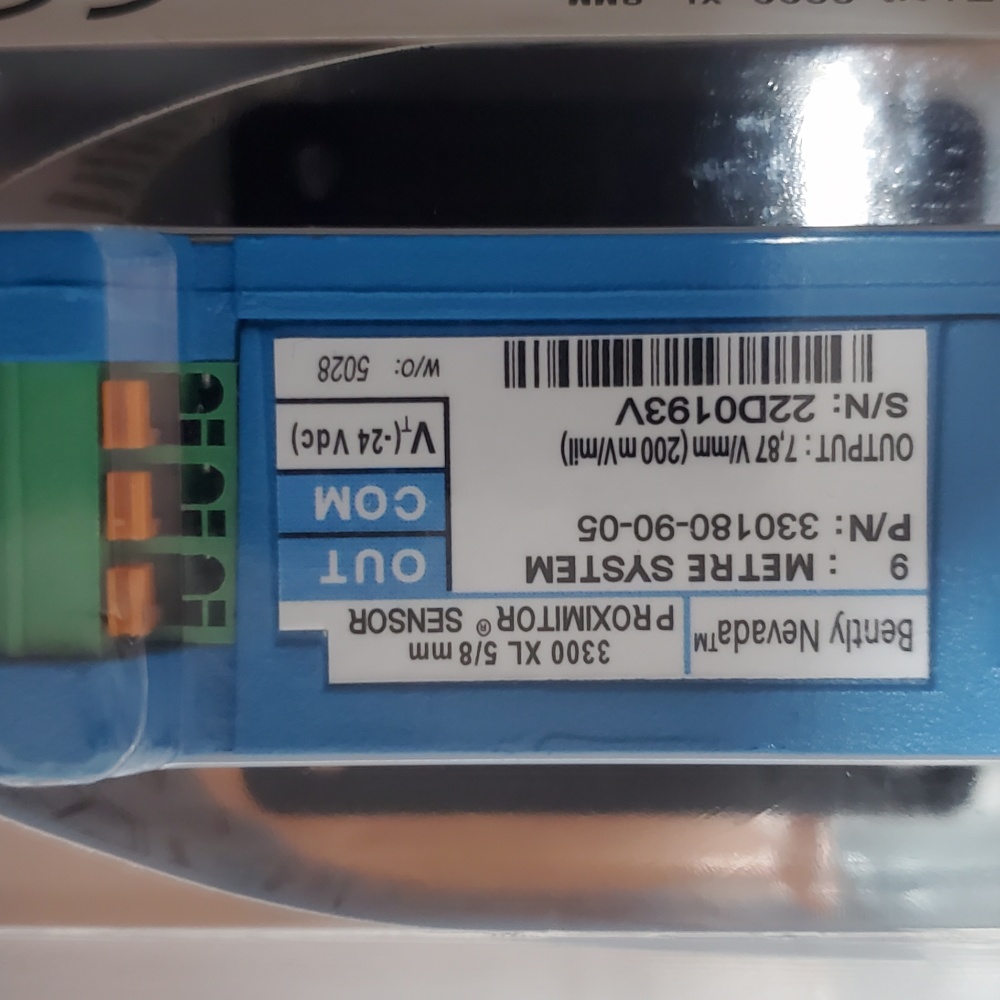 Bently Nevada™
3300 XL 5/8 mm
PROXIMITOR® SENSOR
9 : METRE SYSTEM
P/N: 330180-90-05
OUTPUT: 7,87 V/mm (200 mV/mil)
S/N: 22D0193V
OUT
COM
VT(-24 Vdc)
W/O: 5028